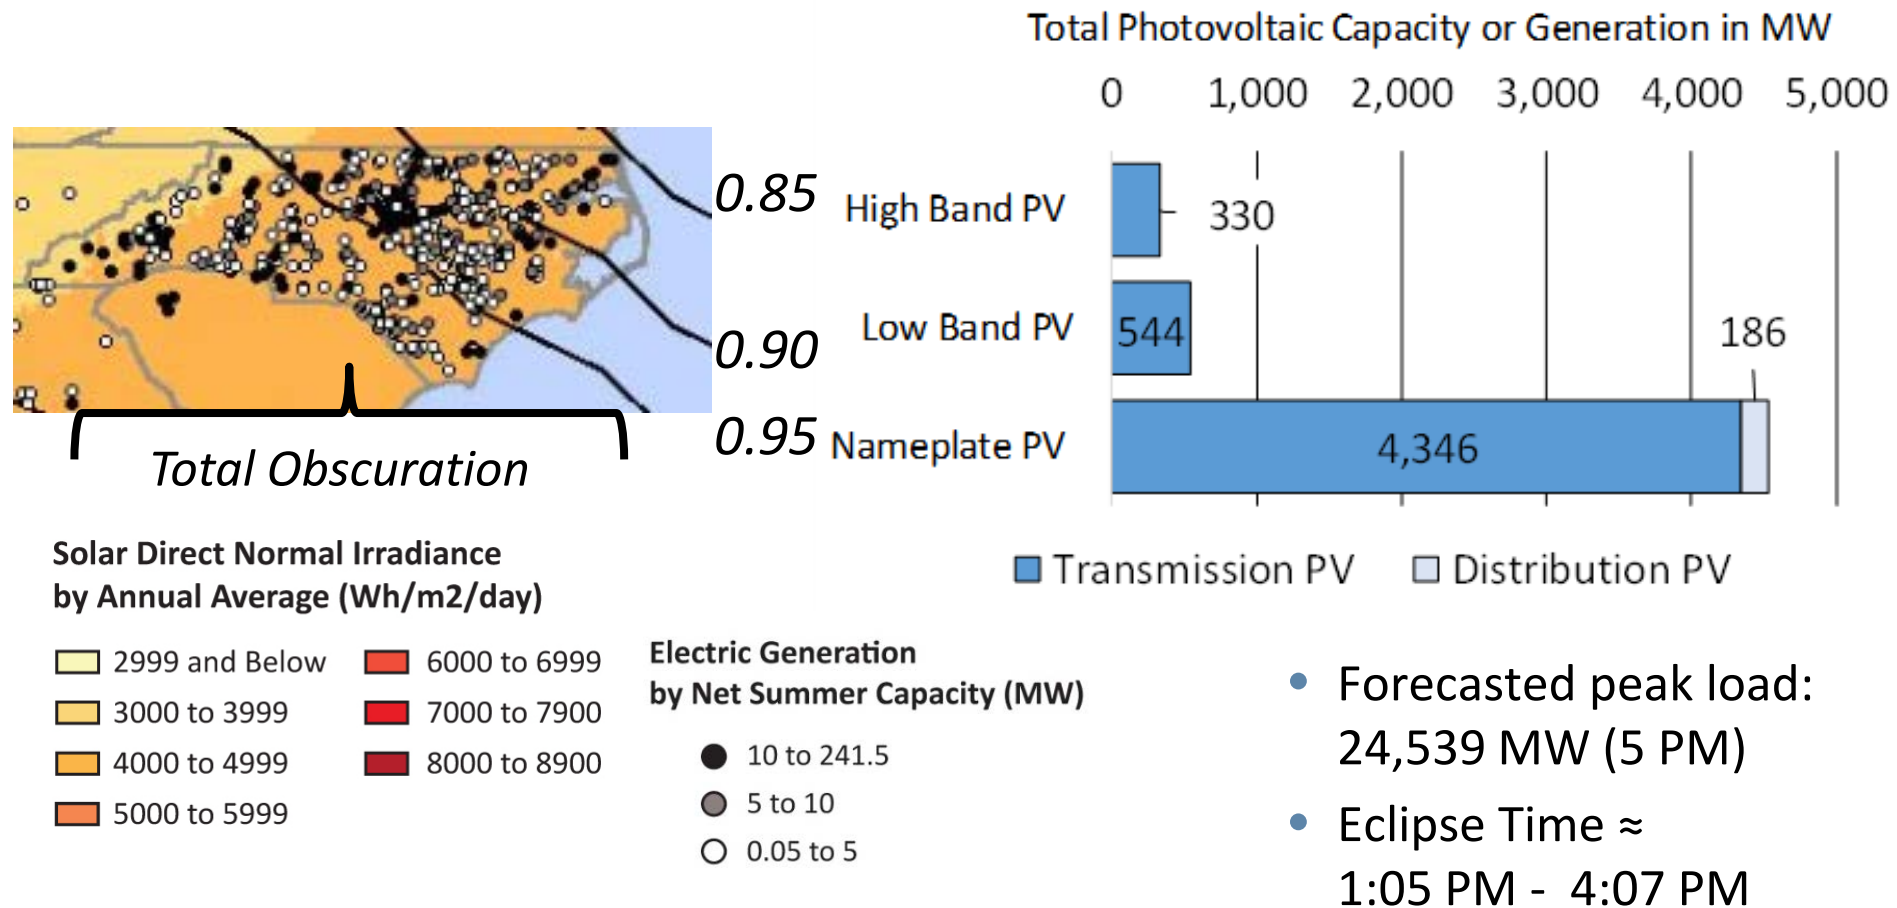 Total Photovoltaic Capacity or Generation in MW
0 1,000 2,000 3,000 4,000 5,000
0.85
High Band PV
330
Low Band PV
544
186
0.90
0.95
Nameplate PV
4,346
Total Obscuration
Transmission PV Distribution PV
Solar Direct Normal Irradiance
by Annual Average (Wh/m2/day)
2999 and Below
3000 to 3999
4000 to 4999
5000 to 5999
6000 to 6999
7000 to 7900
8000 to 8900
Electric Generation
by Net Summer Capacity (MW)
10 to 241.5
5 to 10
0.05 to 5
• Forecasted peak load:
24,539 MW (5 PM)
• Eclipse Time ≈
1:05 PM - 4:07 PM